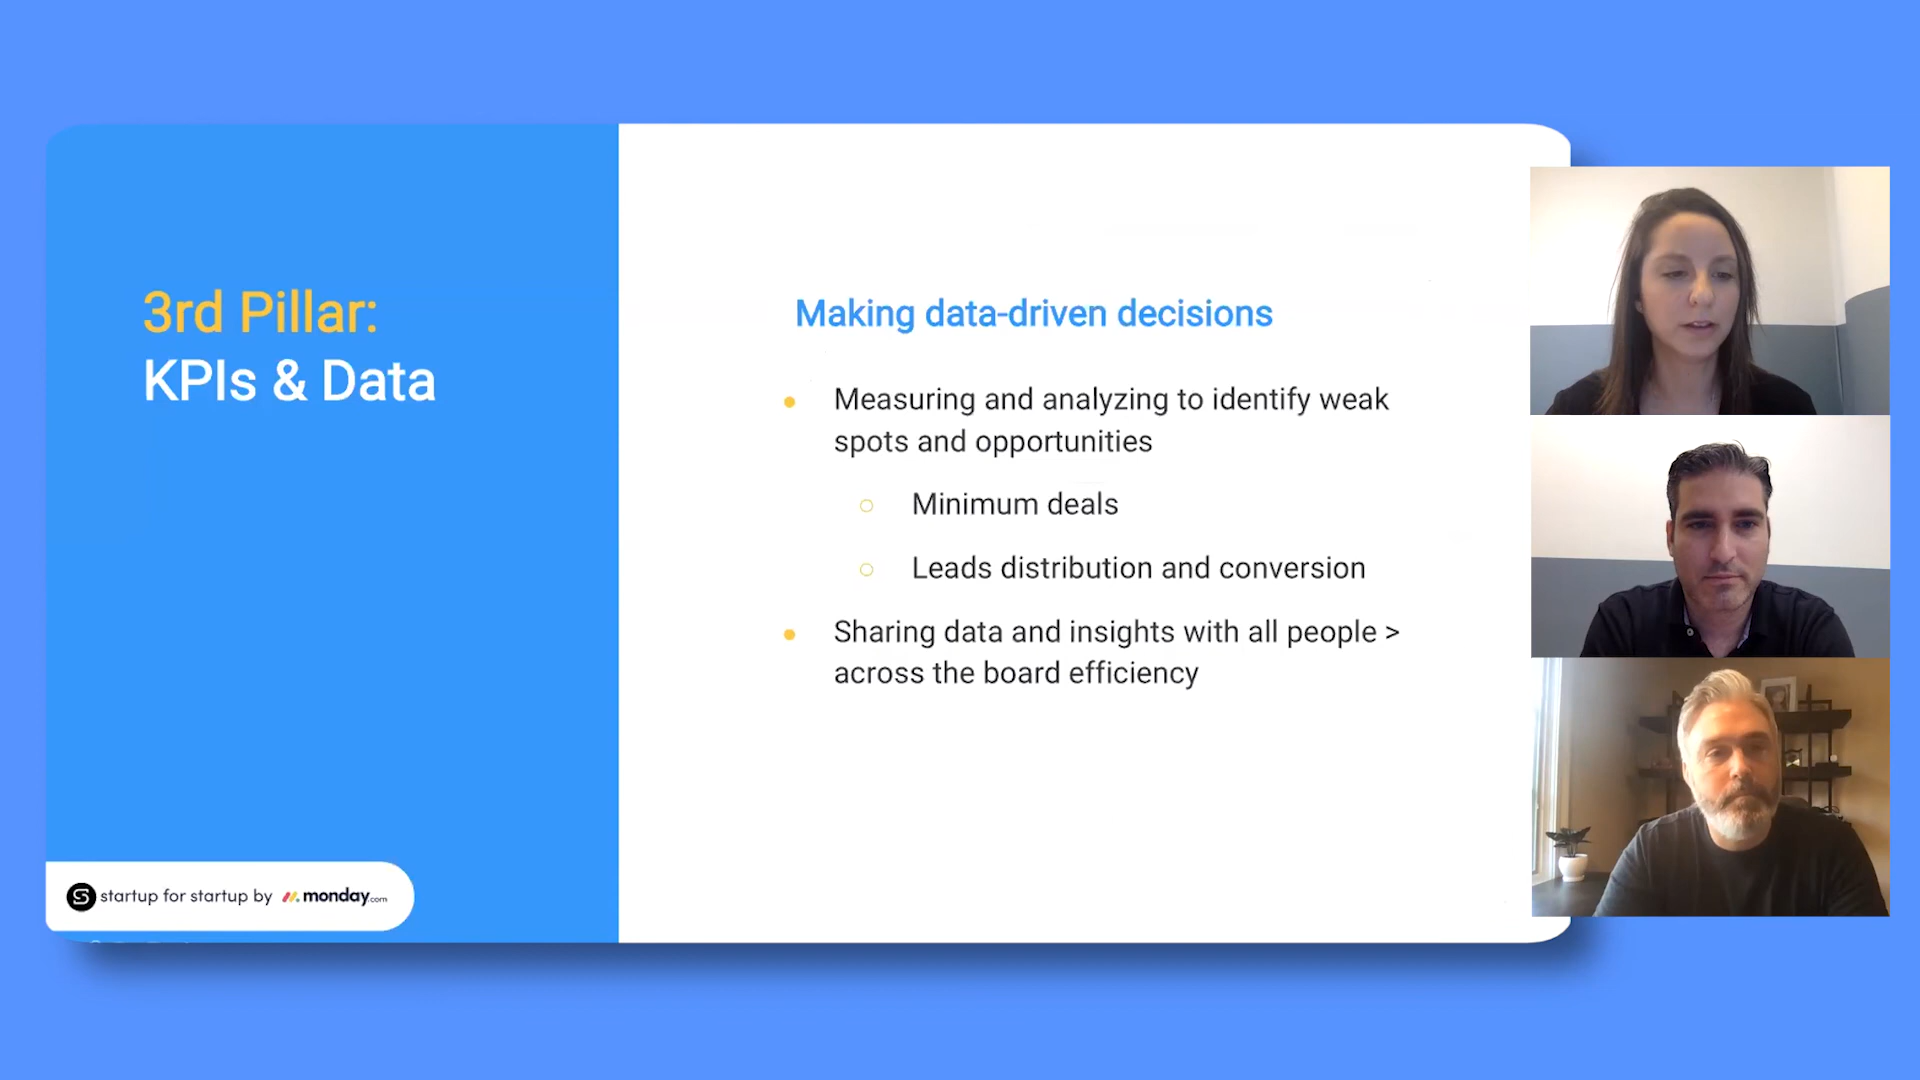 3rd Pillar:
KPIs & Data
Making data-driven decisions
Measuring and analyzing to identify weak
spots and opportunities
Minimum deals
Leads distribution and conversion
Sharing data and insights with all people >
across the board efficiency
startup for startup by monday.com